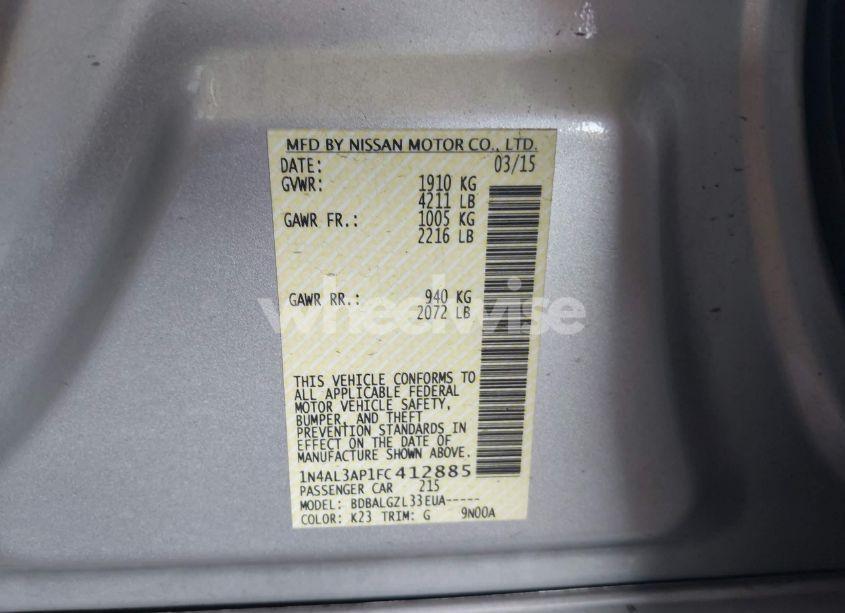 MFD BY NISSAN MOTOR CO., LTD.
DATE: 03/15
GVWR: 1910 KG
4211 LB
GAWR FR.: 1005 KG
2216 LB
GAWR RR.: 940 KG
2072 LB
wheelwise
THIS VEHICLE CONFORMS TO
ALL APPLICABLE FEDERAL
MOTOR VEHICLE SAFETY,
BUMPER, AND THEFT
PREVENTION STANDARDS IN
EFFECT ON THE DATE OF
MANUFACTURE SHOWN ABOVE.
1N4AL3AP1FC412885
PASSENGER CAR 215
MODEL: BDBALGZL33EUA-----
COLOR: K23 TRIM: G 9N00A